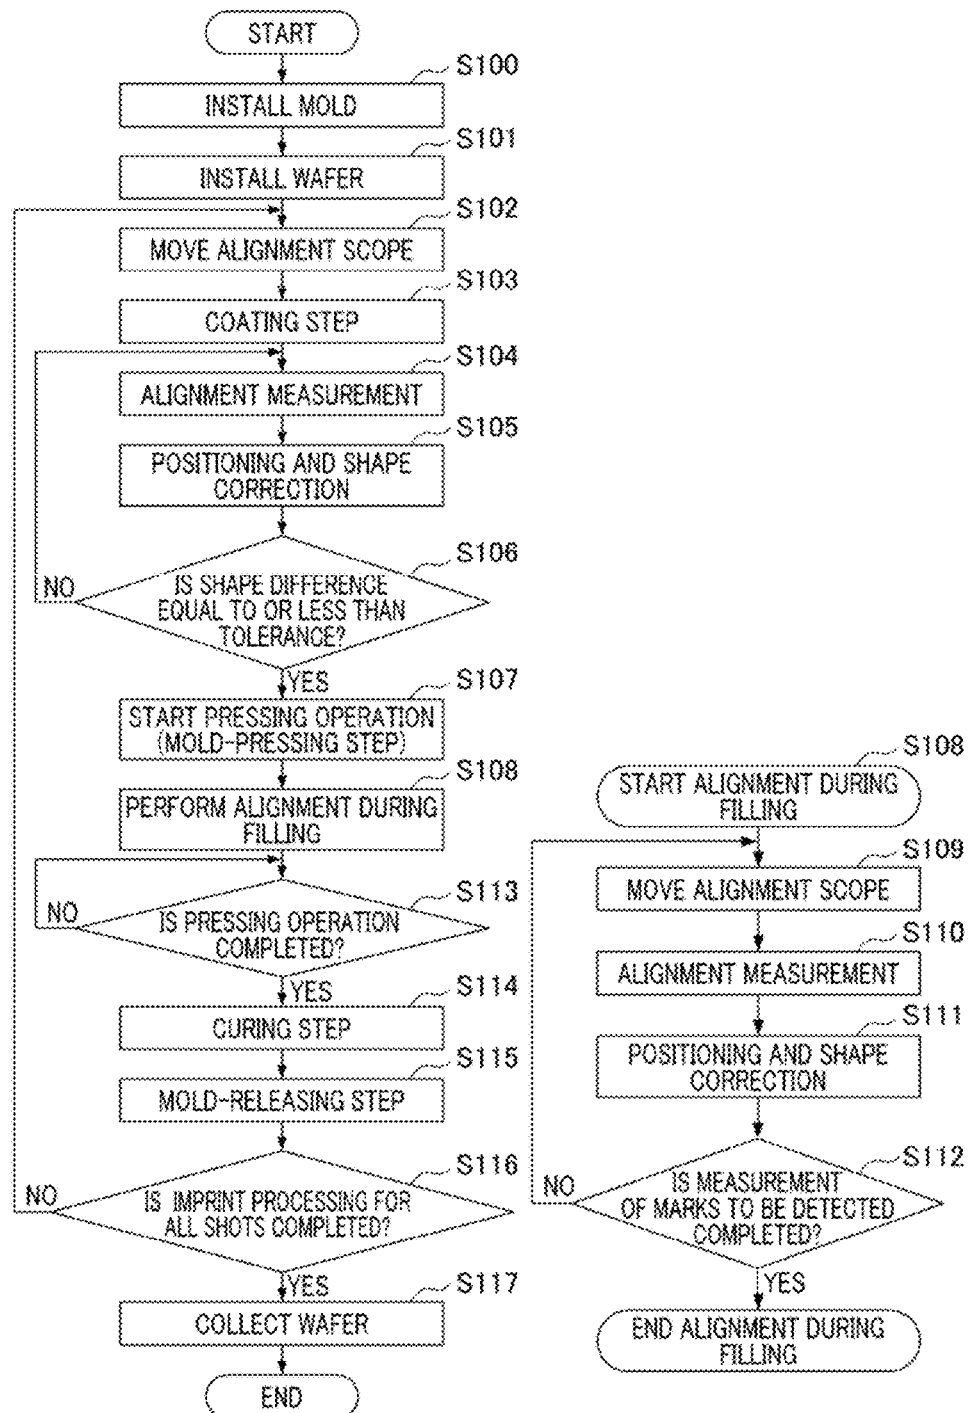 START
S100
INSTALL MOLD
S101
INSTALL WAFER
S102
MOVE ALIGNMENT SCOPE
S103
COATING STEP
S104
ALIGNMENT MEASUREMENT
S105
POSITIONING AND SHAPE
CORRECTION
S106
NO
IS SHAPE DIFFERENCE
EQUAL TO OR LESS THAN
TOLERANCE?
YES
S107
START PRESSING OPERATION
(MOLD-PRESSING STEP)
S108
PERFORM ALIGNMENT DURING
FILLING
S113
NO
IS PRESSING OPERATION
COMPLETED?
YES
S114
CURING STEP
S115
MOLD-RELEASING STEP
S116
NO
IS IMPRINT PROCESSING FOR
ALL SHOTS COMPLETED?
YES
S117
COLLECT WAFER
END
S108
START ALIGNMENT DURING
FILLING
S109
MOVE ALIGNMENT SCOPE
S110
ALIGNMENT MEASUREMENT
S111
POSITIONING AND SHAPE
CORRECTION
S112
NO
IS MEASUREMENT
OF MARKS TO BE DETECTED
COMPLETED?
YES
END ALIGNMENT DURING
FILLING